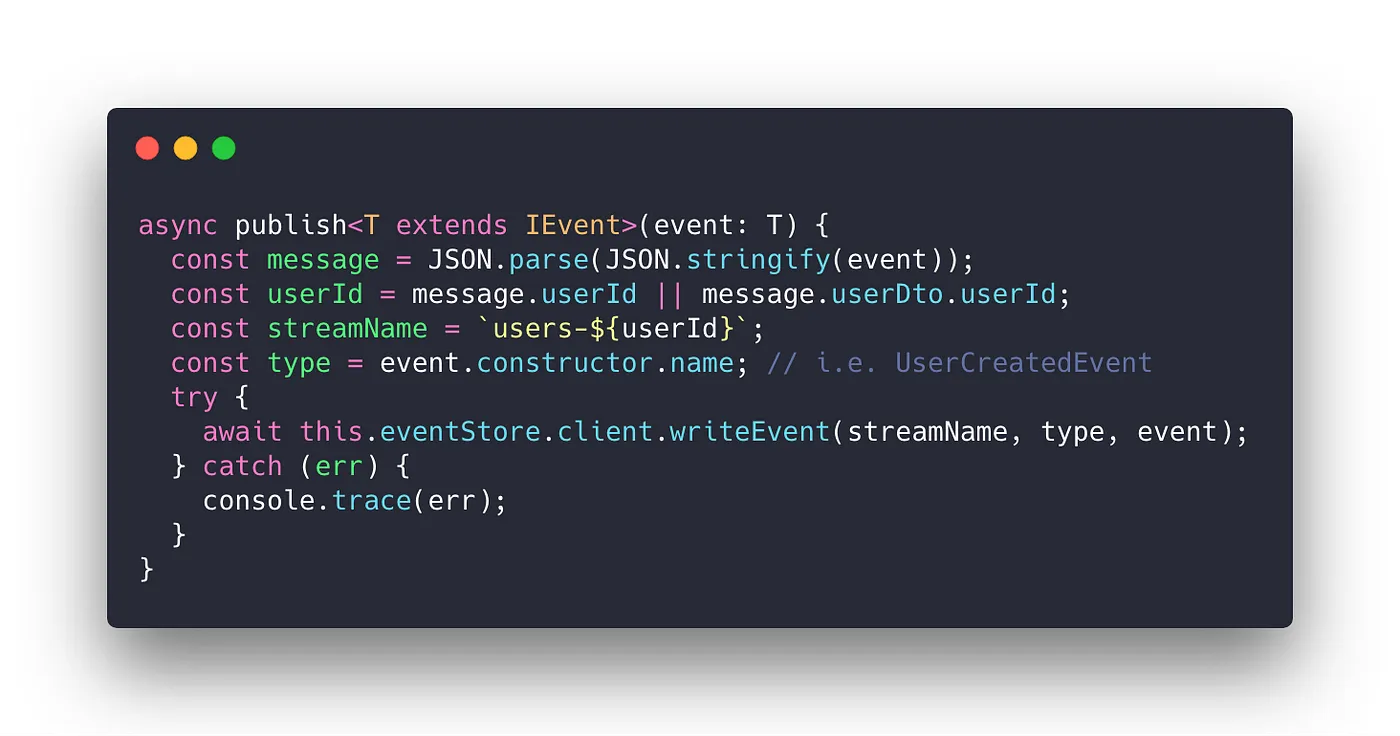 async publish<T extends IEvent>(event: T) {
  const message = JSON.parse(JSON.stringify(event));
  const userId = message.userId || message.userDto.userId;
  const streamName = `users-${userId}`;
  const type = event.constructor.name; // i.e. UserCreatedEvent
  try {
    await this.eventStore.client.writeEvent(streamName, type, event);
  } catch (err) {
    console.trace(err);
  }
}